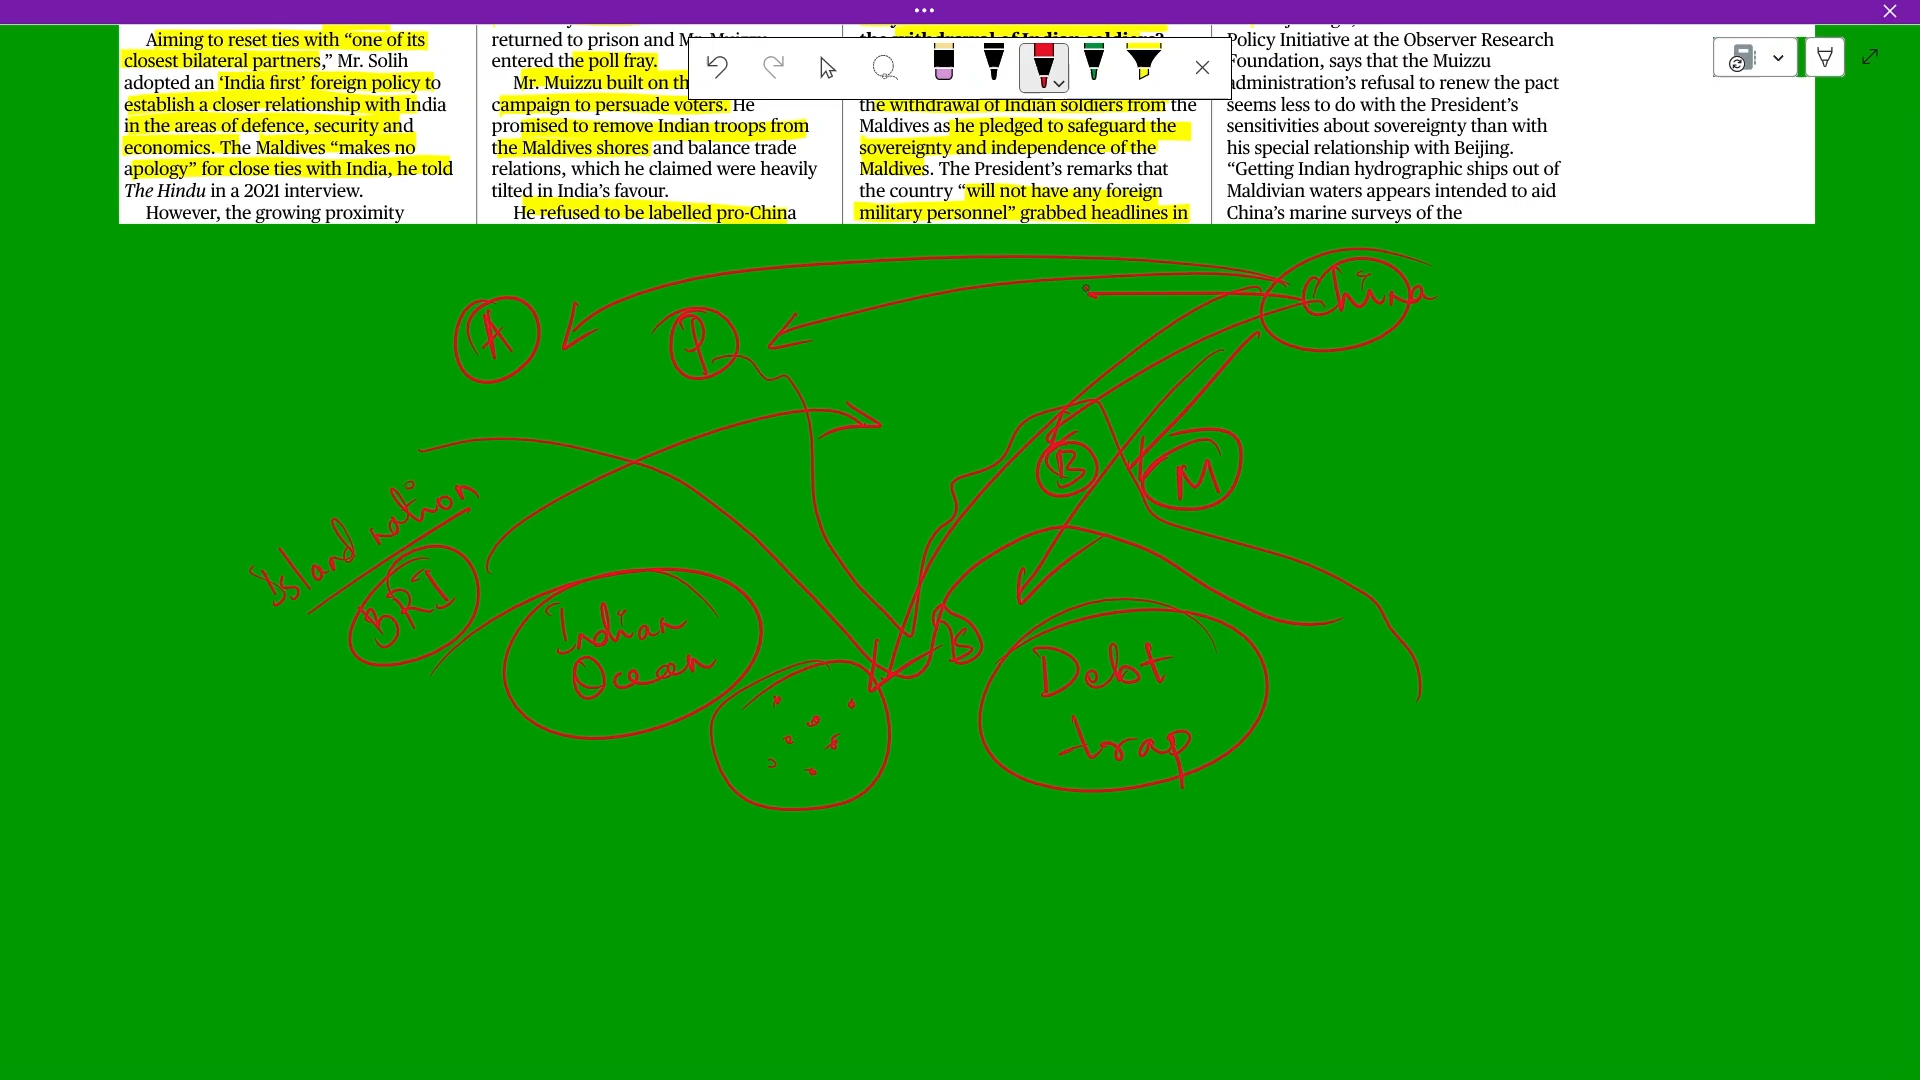 Aiming to reset ties with “one of its
closest bilateral partners,” Mr. Solih
adopted an ‘India first’ foreign policy to
establish a closer relationship with India
in the areas of defence, security and
economics. The Maldives “makes no
apology” for close ties with India, he told
The Hindu in a 2021 interview.
However, the growing proximity
returned to prison and Mr. Muizzu
entered the poll fray.
Mr. Muizzu built on th
campaign to persuade voters. He
promised to remove Indian troops from
the Maldives shores and balance trade
relations, which he claimed were heavily
tilted in India’s favour.
He refused to be labelled pro-China
the withdrawal of Indian soldiers?
the withdrawal of Indian soldiers from the
Maldives as he pledged to safeguard the
sovereignty and independence of the
Maldives. The President’s remarks that
the country “will not have any foreign
military personnel” grabbed headlines in
Policy Initiative at the Observer Research
Foundation, says that the Muizzu
administration’s refusal to renew the pact
seems less to do with the President’s
sensitivities about sovereignty than with
his special relationship with Beijing.
“Getting Indian hydrographic ships out of
Maldivian waters appears intended to aid
China’s marine surveys of the
China
A
P
B
M
Island nation
BRI
Indian
Ocean
S
Debt
trap